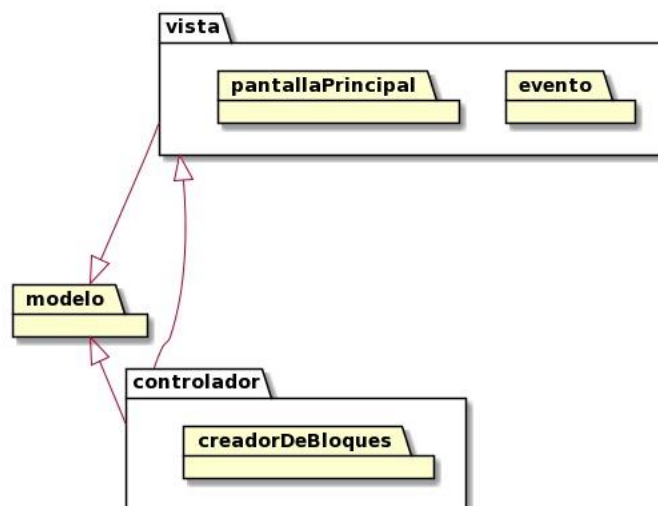 vista
pantallaPrincipal
evento
modelo
controlador
creadorDeBloques